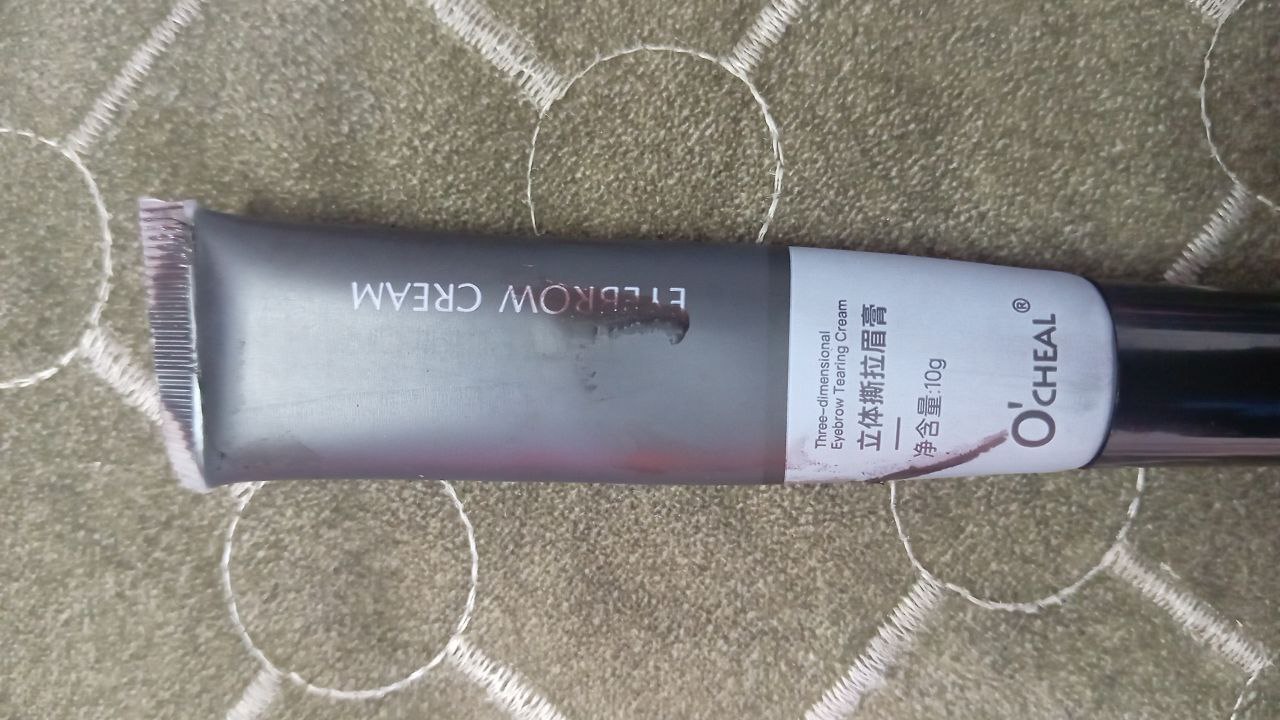 O'CHEAL®
Three-dimensional
Eyebrow Tearing Cream
立体撕拉眉膏
净含量:10g
EYEBROW CREAM